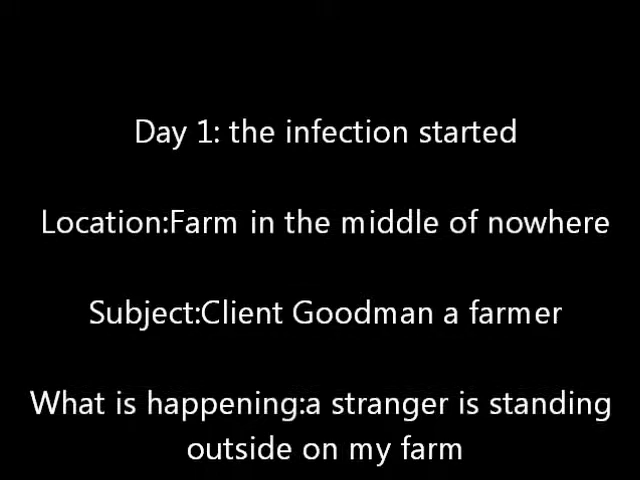 Day 1: the infection started
Location:Farm in the middle of nowhere
Subject:Client Goodman a farmer
What is happening:a stranger is standing
outside on my farm